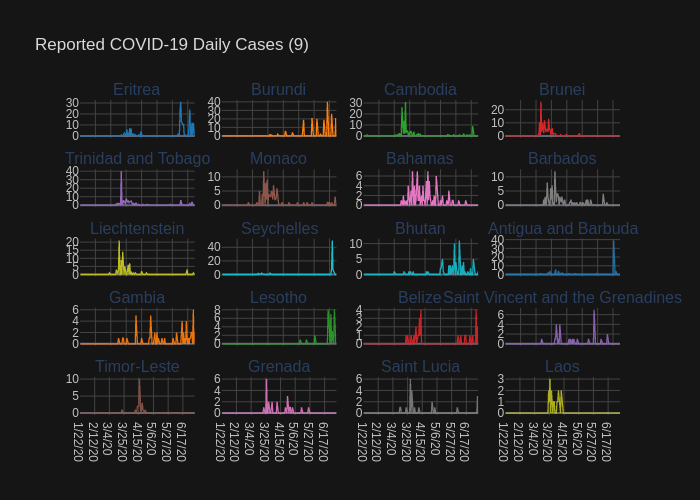 Reported COVID-19 Daily Cases (9)
Eritrea Burundi Cambodia Brunei
30 20 10 0
40 30 20 10 0
30 20 10 0
20 10 0
Trinidad and Tobago Monaco Bahamas Barbados
40 30 20 10 0
10 5 0
6 4 2 0
10 5 0
Liechtenstein Seychelles Bhutan Antigua and Barbuda
20 15 10 5 0
40 20 0
10 5 0
40 30 20 10 0
Gambia Lesotho Belize Saint Vincent and the Grenadines
6 4 2 0
8 6 4 2 0
4 3 2 1 0
6 4 2 0
Timor-Leste Grenada Saint Lucia Laos
10 5 0
6 4 2 0
6 4 2 0
3 2 1 0
1/22/20 2/12/20 3/4/20 3/25/20 4/15/20 5/6/20 5/27/20 6/17/20
1/22/20 2/12/20 3/4/20 3/25/20 4/15/20 5/6/20 5/27/20 6/17/20
1/22/20 2/12/20 3/4/20 3/25/20 4/15/20 5/6/20 5/27/20 6/17/20
1/22/20 2/12/20 3/4/20 3/25/20 4/15/20 5/6/20 5/27/20 6/17/20